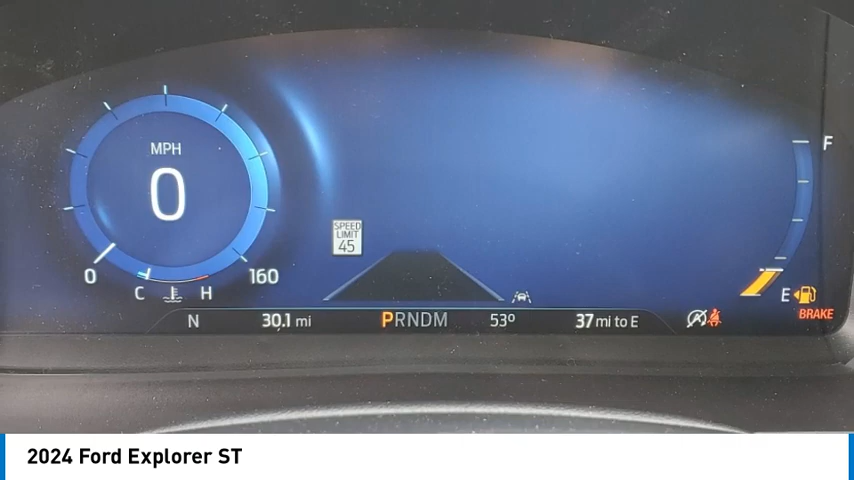 MPH
0
SPEED
LIMIT
45
0
160
C
H
F
E
BRAKE
N
30.1 mi
PRNDM
53º
37 mi to E
2024 Ford Explorer ST